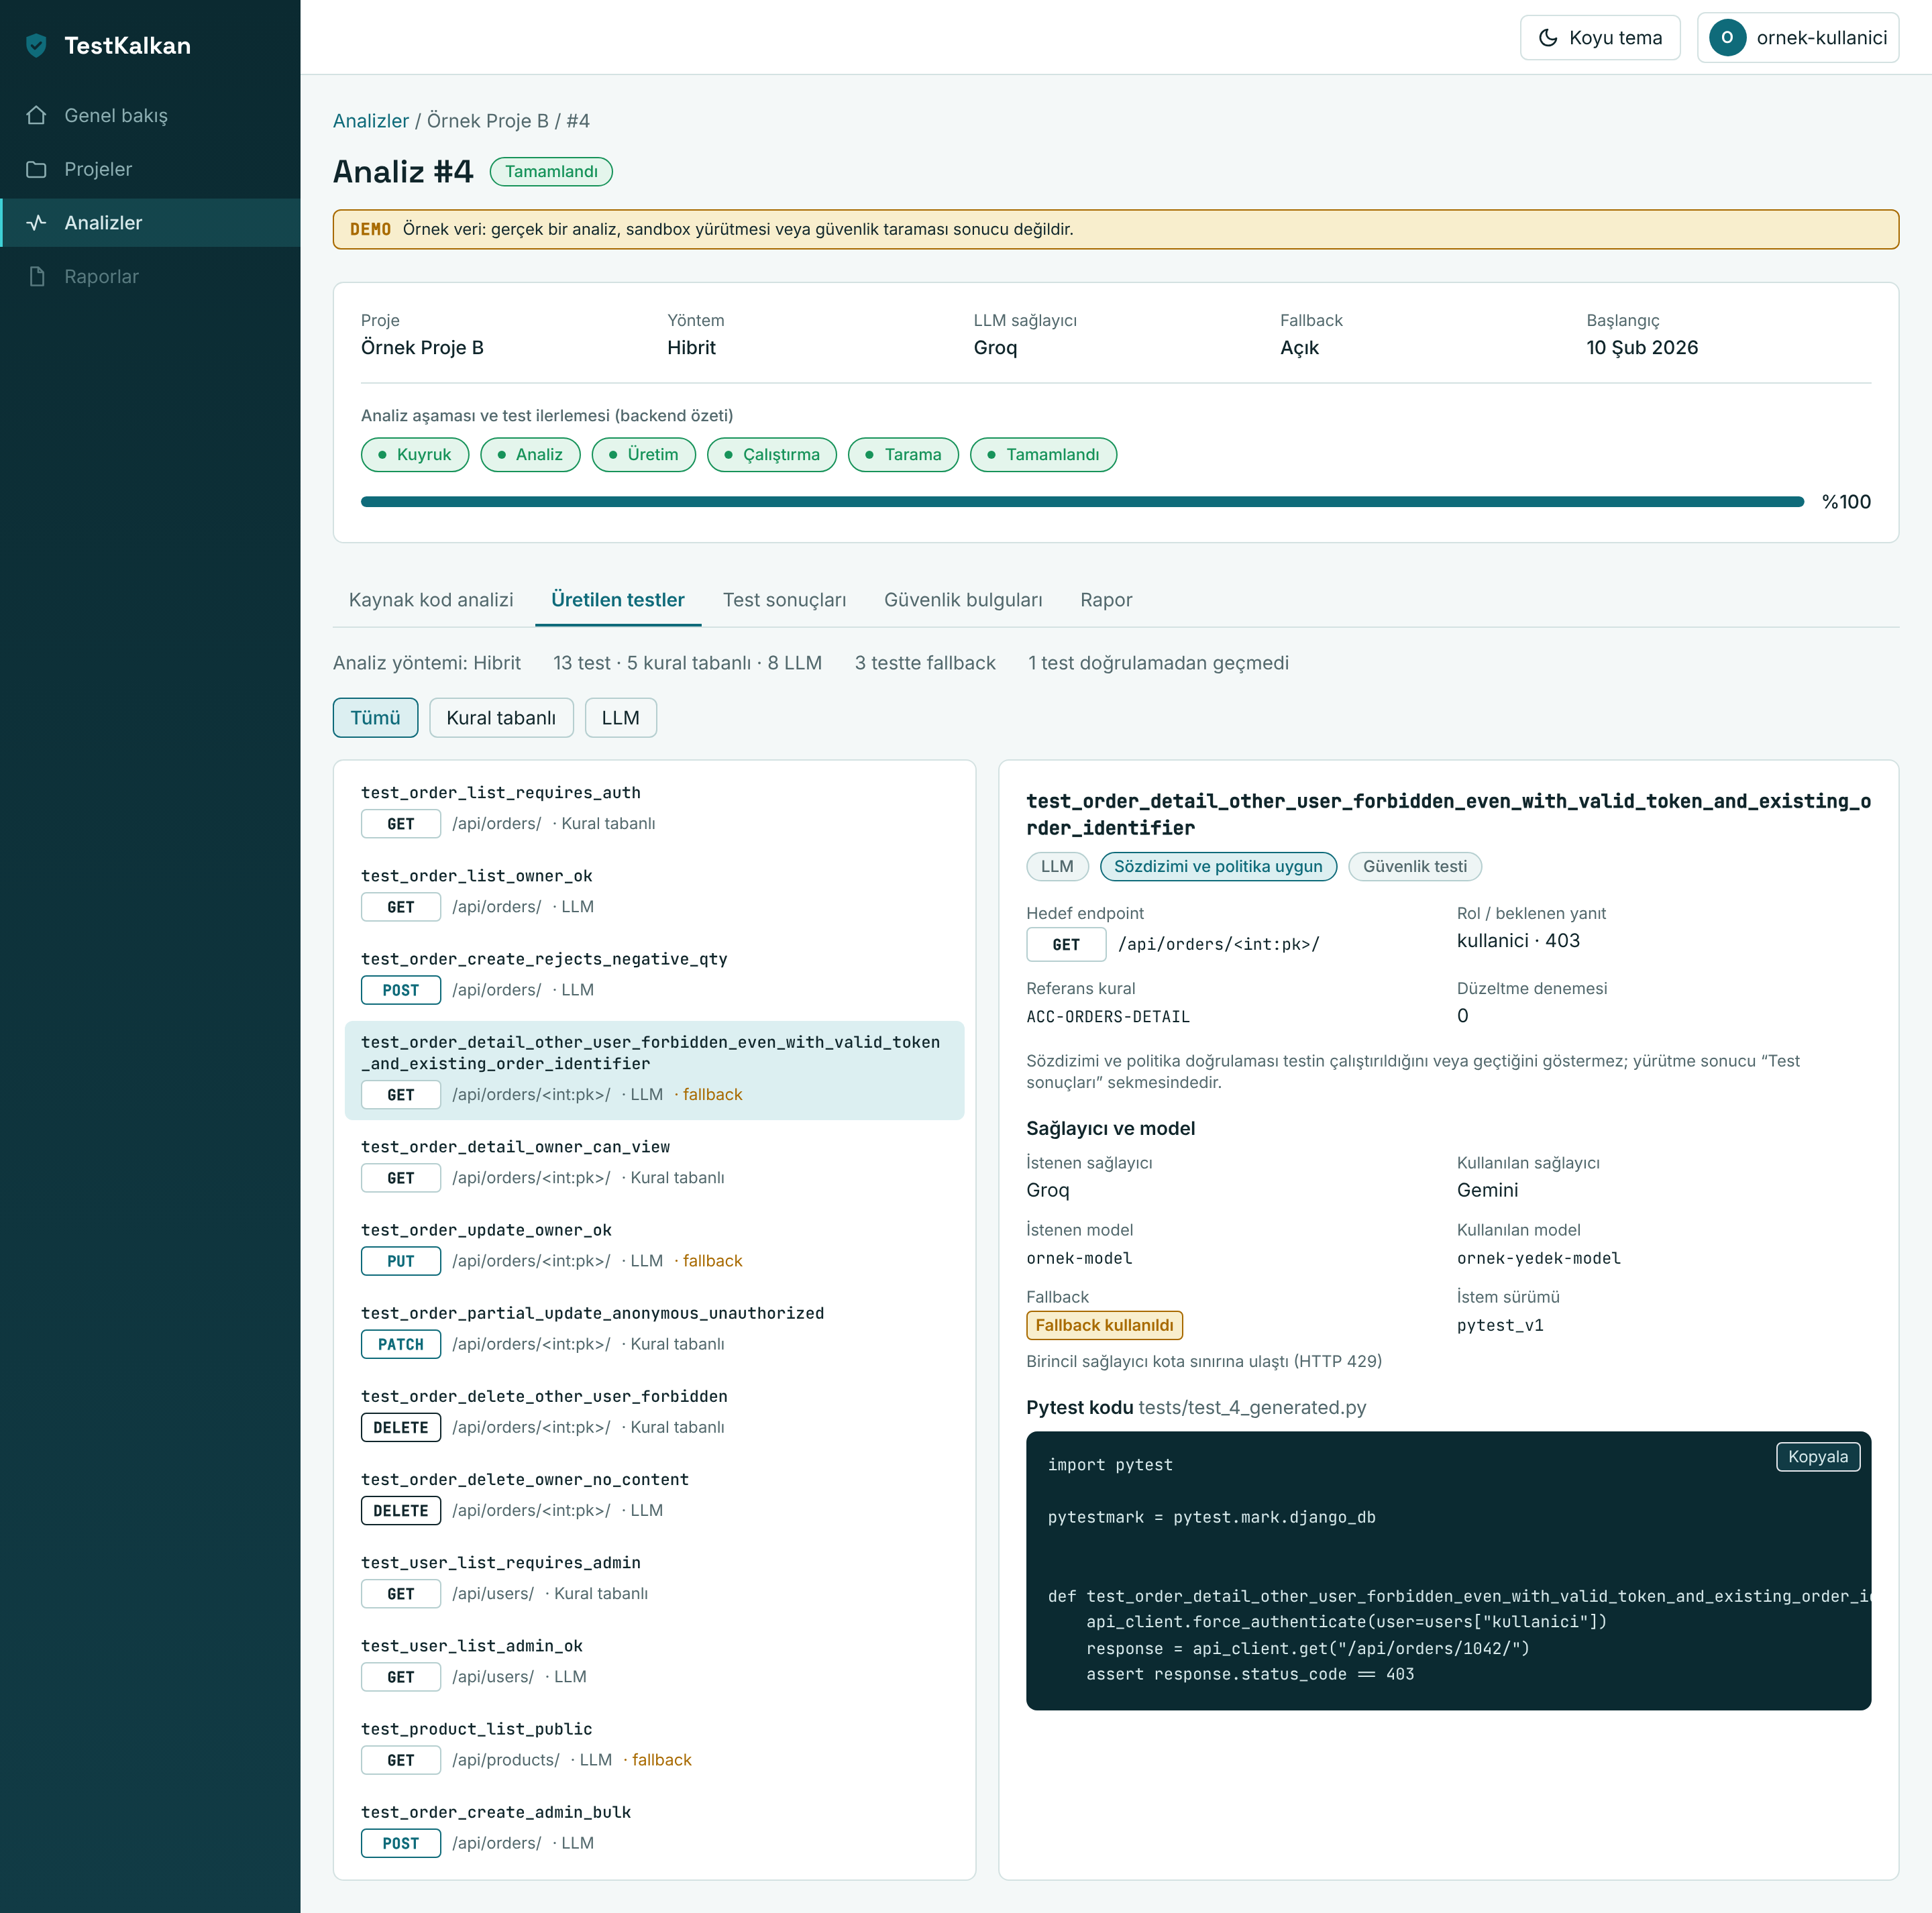 TestKalkan
Genel bakış
Projeler
Analizler
Raporlar
Koyu tema
O ornek-kullanici
Analizler / Örnek Proje B / #4
Analiz #4 Tamamlandı
DEMO Örnek veri: gerçek bir analiz, sandbox yürütmesi veya güvenlik taraması sonucu değildir.
Proje Yöntem LLM sağlayıcı Fallback Başlangıç
Örnek Proje B Hibrit Groq Açık 10 Şub 2026
Analiz aşaması ve test ilerlemesi (backend özeti)
Kuyruk Analiz Üretim Çalıştırma Tarama Tamamlandı
%100
Kaynak kod analizi Üretilen testler Test sonuçları Güvenlik bulguları Rapor
Analiz yöntemi: Hibrit 13 test · 5 kural tabanlı · 8 LLM 3 testte fallback 1 test doğrulamadan geçmedi
Tümü Kural tabanlı LLM
test_order_list_requires_auth
GET /api/orders/ · Kural tabanlı
test_order_list_owner_ok
GET /api/orders/ · LLM
test_order_create_rejects_negative_qty
POST /api/orders/ · LLM
test_order_detail_other_user_forbidden_even_with_valid_token
_and_existing_order_identifier
GET /api/orders/<int:pk>/ · LLM · fallback
test_order_detail_owner_can_view
GET /api/orders/<int:pk>/ · Kural tabanlı
test_order_update_owner_ok
PUT /api/orders/<int:pk>/ · LLM · fallback
test_order_partial_update_anonymous_unauthorized
PATCH /api/orders/<int:pk>/ · Kural tabanlı
test_order_delete_other_user_forbidden
DELETE /api/orders/<int:pk>/ · Kural tabanlı
test_order_delete_owner_no_content
DELETE /api/orders/<int:pk>/ · LLM
test_user_list_requires_admin
GET /api/users/ · Kural tabanlı
test_user_list_admin_ok
GET /api/users/ · LLM
test_product_list_public
GET /api/products/ · LLM · fallback
test_order_create_admin_bulk
POST /api/orders/ · LLM
test_order_detail_other_user_forbidden_even_with_valid_token_and_existing_o
rder_identifier
LLM Sözdizimi ve politika uygun Güvenlik testi
Hedef endpoint Rol / beklenen yanıt
GET /api/orders/<int:pk>/ kullanici · 403
Referans kural Düzeltme denemesi
ACC-ORDERS-DETAIL 0
Sözdizimi ve politika doğrulaması testin çalıştırıldığını veya geçtiğini göstermez; yürütme sonucu “Test
sonuçları” sekmesindedir.
Sağlayıcı ve model
İstenen sağlayıcı Kullanılan sağlayıcı
Groq Gemini
İstenen model Kullanılan model
ornek-model ornek-yedek-model
Fallback İstem sürümü
Fallback kullanıldı pytest_v1
Birincil sağlayıcı kota sınırına ulaştı (HTTP 429)
Pytest kodu tests/test_4_generated.py
Kopyala
import pytest
pytestmark = pytest.mark.django_db
def test_order_detail_other_user_forbidden_even_with_valid_token_and_existing_order_i
api_client.force_authenticate(user=users["kullanici"])
response = api_client.get("/api/orders/1042/")
assert response.status_code == 403